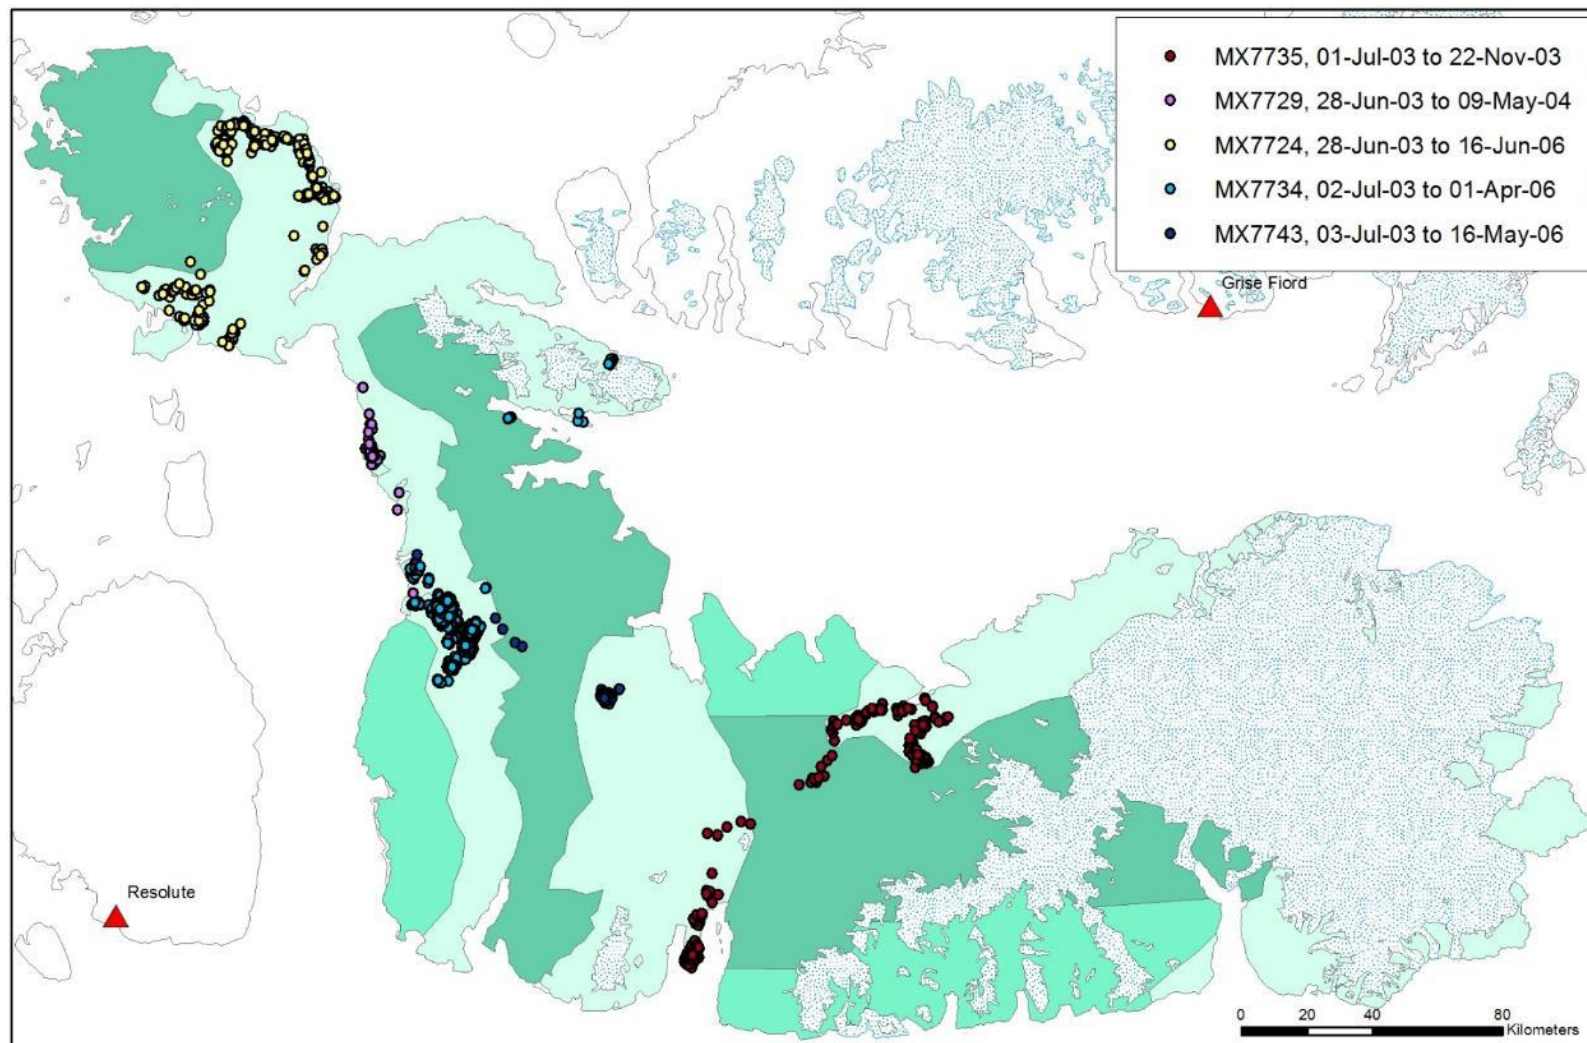 MX7735, 01-Jul-03 to 22-Nov-03
MX7729, 28-Jun-03 to 09-May-04
MX7724, 28-Jun-03 to 16-Jun-06
MX7734, 02-Jul-03 to 01-Apr-06
MX7743, 03-Jul-03 to 16-May-06
Grise Fiord
Resolute
0 20 40 80
Kilometers